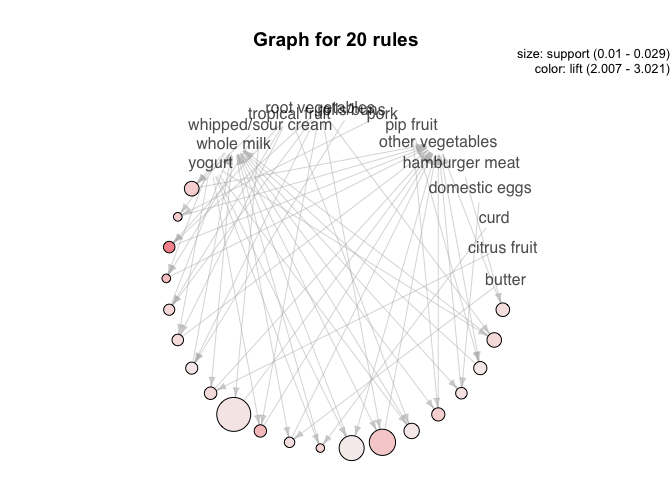 Graph for 20 rules
size: support (0.01 - 0.029)
color: lift (2.007 - 3.021)
root vegetables
tropical fruit
pork
whipped/sour cream
pip fruit
whole milk
other vegetables
yogurt
hamburger meat
domestic eggs
curd
citrus fruit
butter